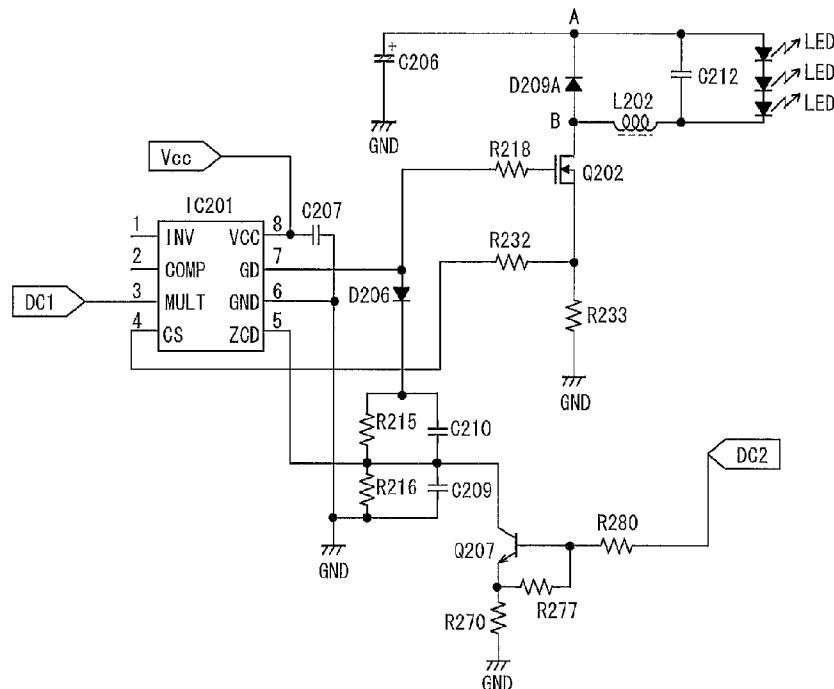 A
C206
D209A
C212
LED
LED
LED
L202
B
GND
Vcc
R218
Q202
IC201
C207
1 INV VCC 8
2 COMP GD 7
DC1 3 MULT GND 6
4 CS ZCD 5
R232
D206
R233
GND
R215
C210
R216
C209
DC2
GND
Q207
R280
R277
R270
GND